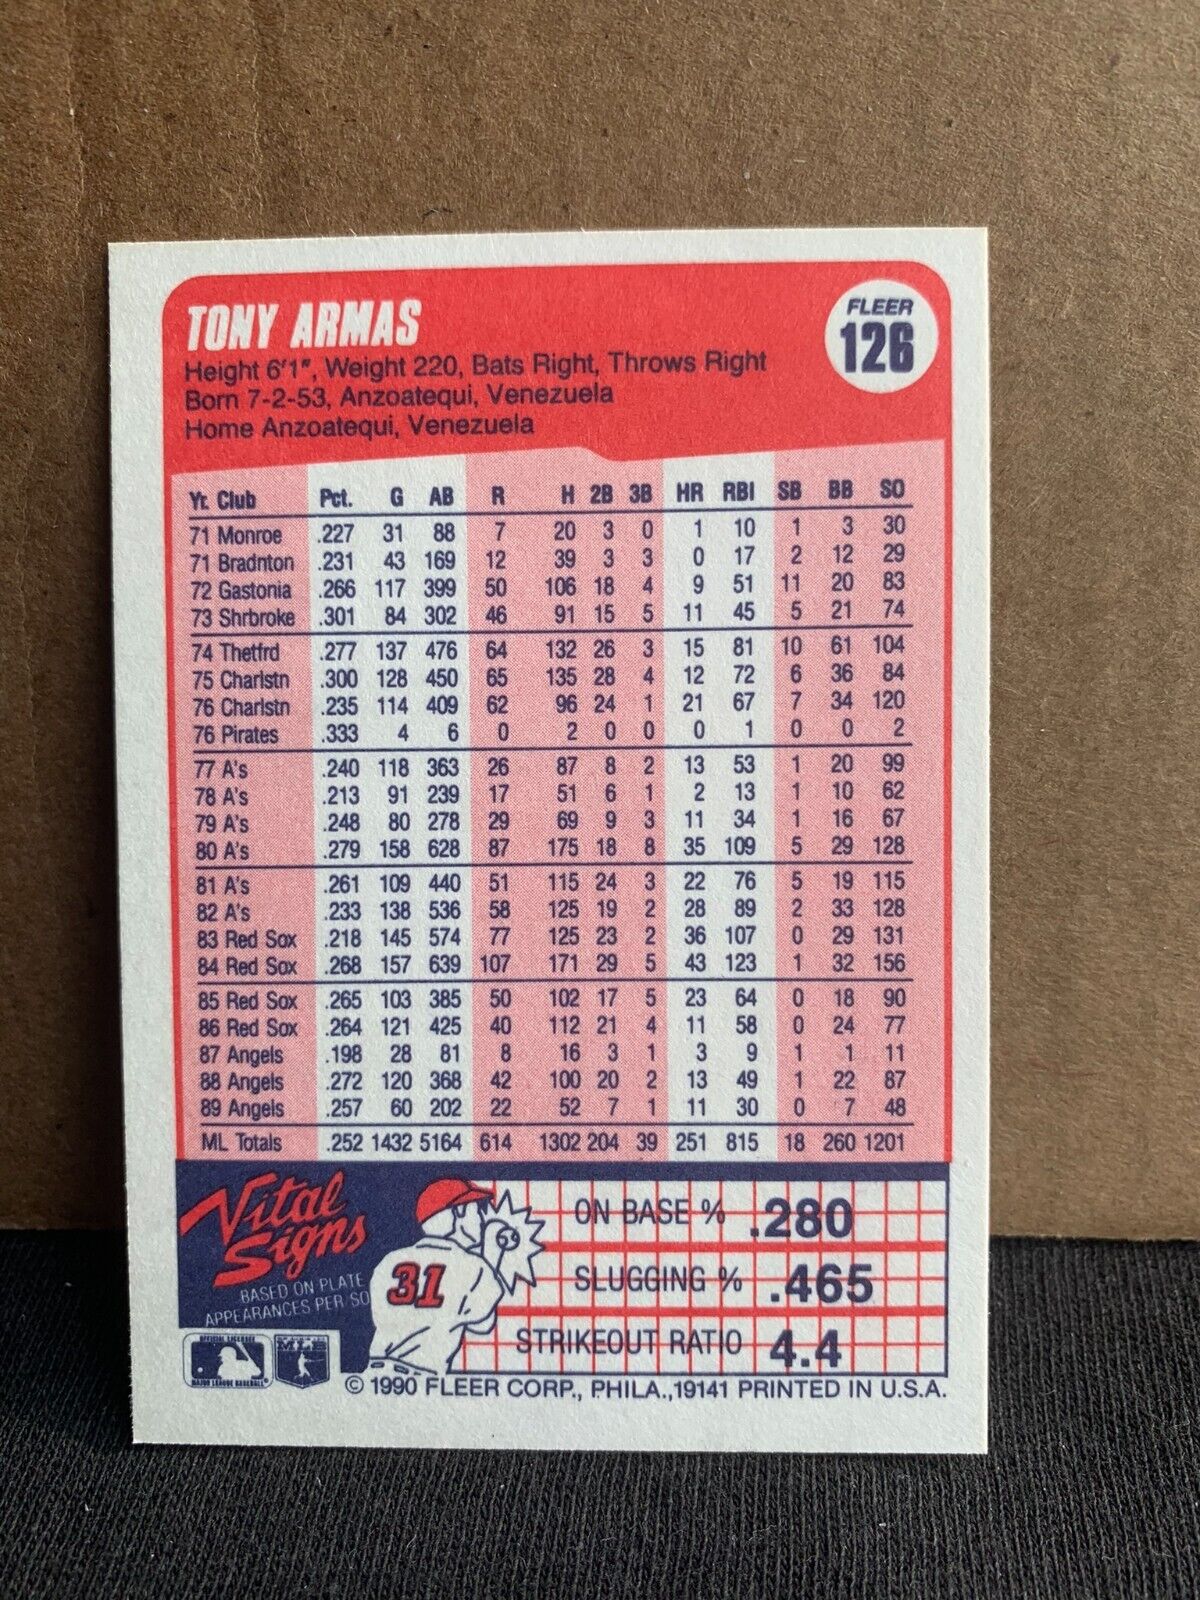 TONY ARMAS
FLEER
126
Height 6'1", Weight 220, Bats Right, Throws Right
Born 7-2-53, Anzoatequi, Venezuela
Home Anzoatequi, Venezuela
Yr. Club Pct. G AB R H 2B 3B HR RBI SB BB SO
71 Monroe .227 31 88 7 20 3 0 1 10 1 3 30
71 Bradnton .231 43 169 12 39 3 3 0 17 2 12 29
72 Gastonia .266 117 399 50 106 18 4 9 51 11 20 83
73 Shrbroke .301 84 302 46 91 15 5 11 45 5 21 74
74 Thetfrd .277 137 476 64 132 26 3 15 81 10 61 104
75 Charlstn .300 128 450 65 135 28 4 12 72 6 36 84
76 Charlstn .235 114 409 62 96 24 1 21 67 7 34 120
76 Pirates .333 4 6 0 2 0 0 0 1 0 0 2
77 A's .240 118 363 26 87 8 2 13 53 1 20 99
78 A's .213 91 239 17 51 6 1 2 13 1 10 62
79 A's .248 80 278 29 69 9 3 11 34 1 16 67
80 A's .279 158 628 87 175 18 8 35 109 5 29 128
81 A's .261 109 440 51 115 24 3 22 76 5 19 115
82 A's .233 138 536 58 125 19 2 28 89 2 33 128
83 Red Sox .218 145 574 77 125 23 2 36 107 0 29 131
84 Red Sox .268 157 639 107 171 29 5 43 123 1 32 156
85 Red Sox .265 103 385 50 102 17 5 23 64 0 18 90
86 Red Sox .264 121 425 40 112 21 4 11 58 0 24 77
87 Angels .198 28 81 8 16 3 1 3 9 1 1 11
88 Angels .272 120 368 42 100 20 2 13 49 1 22 87
89 Angels .257 60 202 22 52 7 1 11 30 0 7 48
ML Totals .252 1432 5164 614 1302 204 39 251 815 18 260 1201
Vital
Signs
BASED ON PLATE
APPEARANCES PER SO
31
ON BASE % .280
SLUGGING % .465
STRIKEOUT RATIO 4.4
OFFICIAL LICENSEE
MAJOR LEAGUE BASEBALL
© 1990 FLEER CORP., PHILA.,19141 PRINTED IN U.S.A.